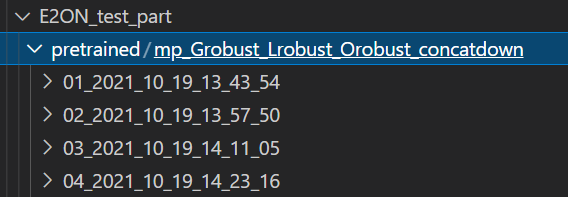 E2ON_test_part
pretrained/mp_Grobust_Lrobust_Orobust_concatdown
01_2021_10_19_13_43_54
02_2021_10_19_13_57_50
03_2021_10_19_14_11_05
04_2021_10_19_14_23_16